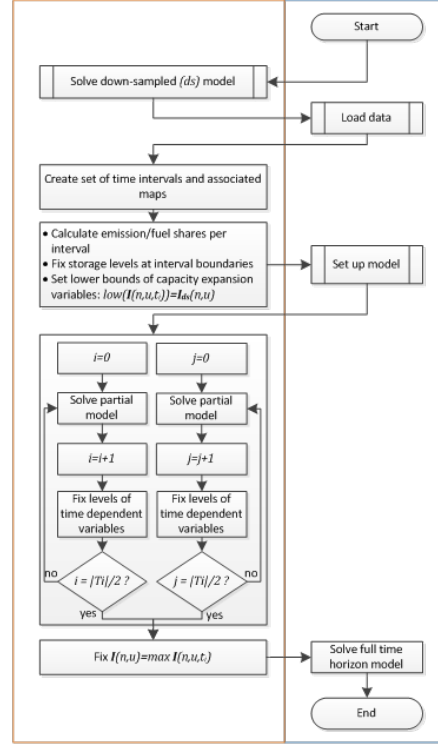 Start
Solve down-sampled (ds) model
Load data
Create set of time intervals and associated
maps
• Calculate emission/fuel shares per
interval
• Fix storage levels at interval boundaries
• Set lower bounds of capacity expansion
variables: low(I(n,u,tᵢ))=I_ds(n,u)
Set up model
i=0
j=0
Solve partial
model
Solve partial
model
i=i+1
j=j+1
Fix levels of
time dependent
variables
Fix levels of
time dependent
variables
no
i = |Ti|/2 ?
j = |Ti|/2 ?
no
yes
yes
Fix I(n,u)=max I(n,u,tᵢ)
Solve full time
horizon model
End